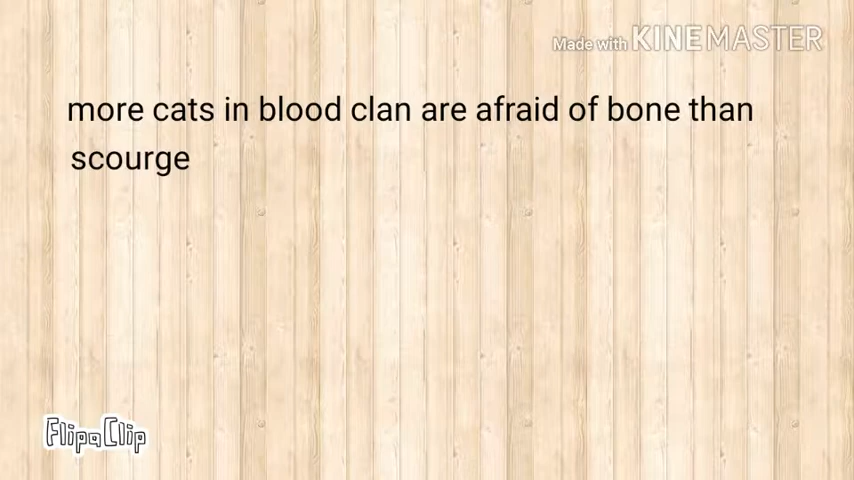 Made with KINEMASTER
more cats in blood clan are afraid of bone than
scourge
FlipaClip